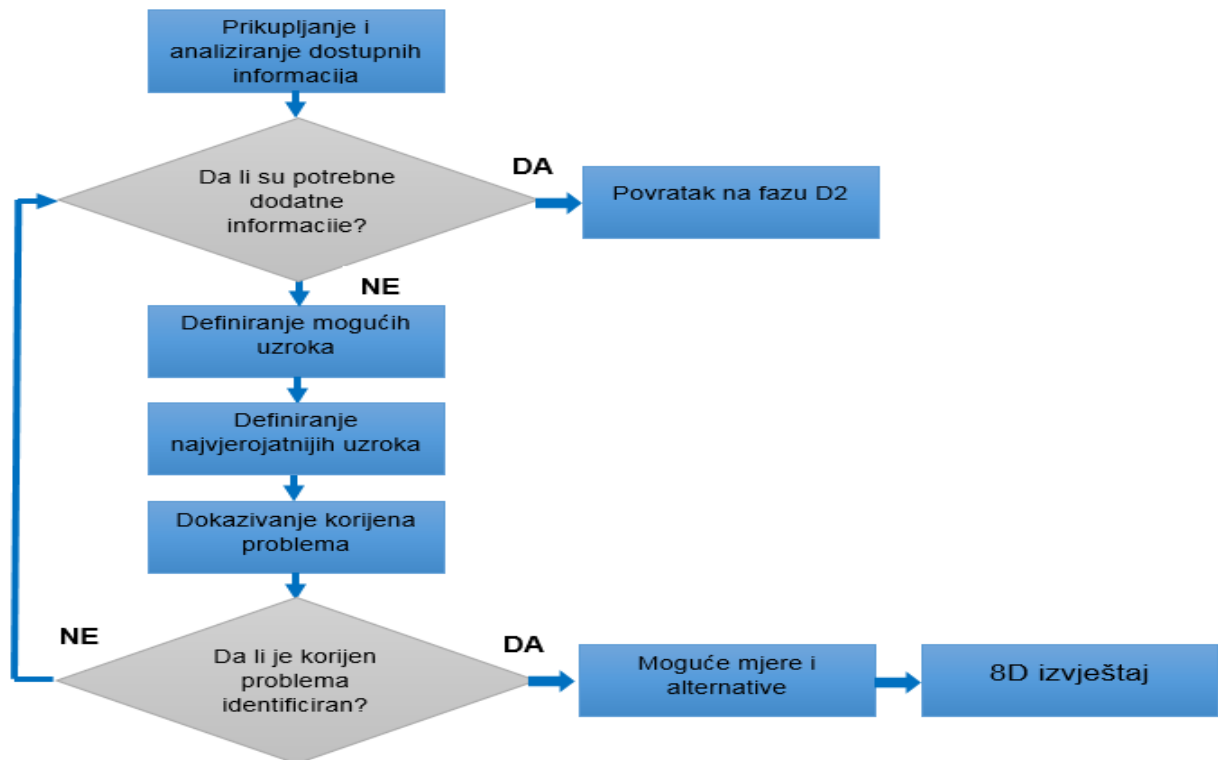 Prikupljanje i
analiziranje dostupnih
informacija
Da li su potrebne
dodatne
informacije?
DA
Povratak na fazu D2
NE
Definiranje mogućih
uzroka
Definiranje
najvjerojatnijih uzroka
Dokazivanje korijena
problema
NE
Da li je korijen
problema
identificiran?
DA
Moguće mjere i
alternative
8D izvještaj